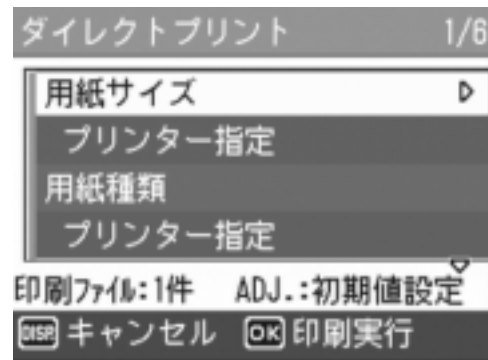 ダイレクトプリント 1/6
用紙サイズ
プリンター指定
用紙種類
プリンター指定
印刷ファイル:1件 ADJ.:初期値設定
DISP. キャンセル OK 印刷実行